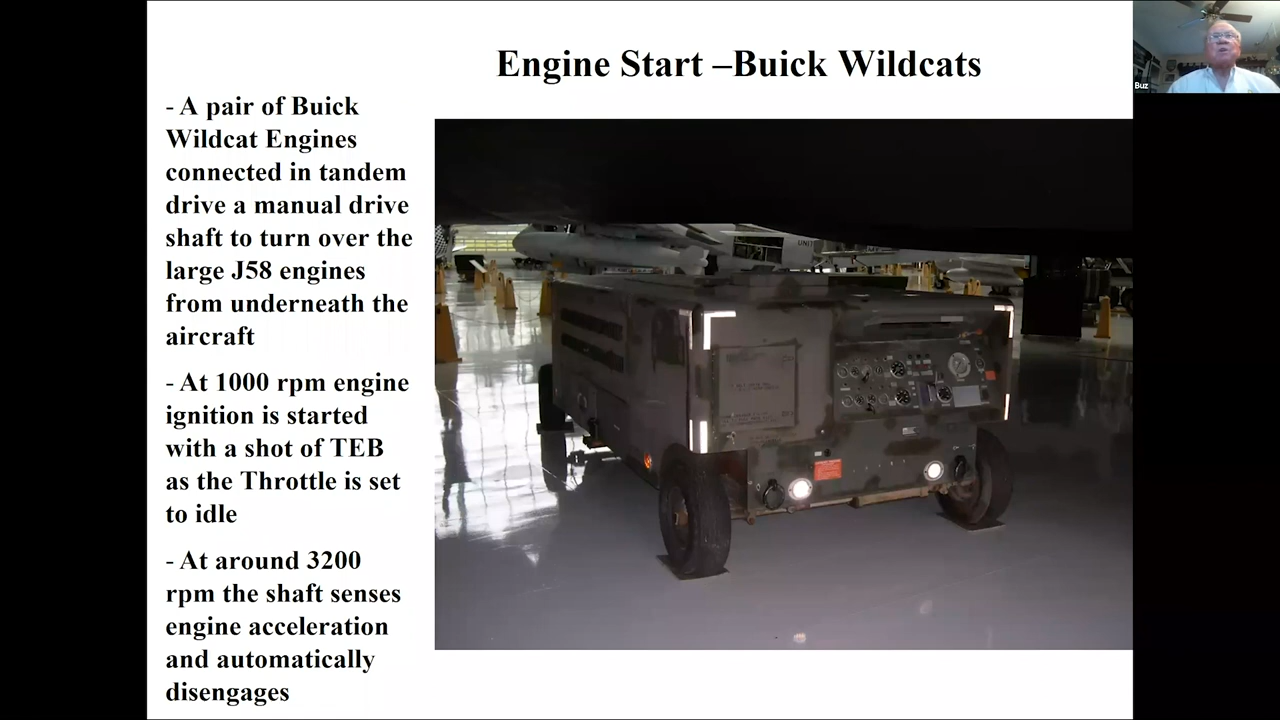 Engine Start –Buick Wildcats
- A pair of Buick
Wildcat Engines
connected in tandem
drive a manual drive
shaft to turn over the
large J58 engines
from underneath the
aircraft
- At 1000 rpm engine
ignition is started
with a shot of TEB
as the Throttle is set
to idle
- At around 3200
rpm the shaft senses
engine acceleration
and automatically
disengages
UNIT
Buz